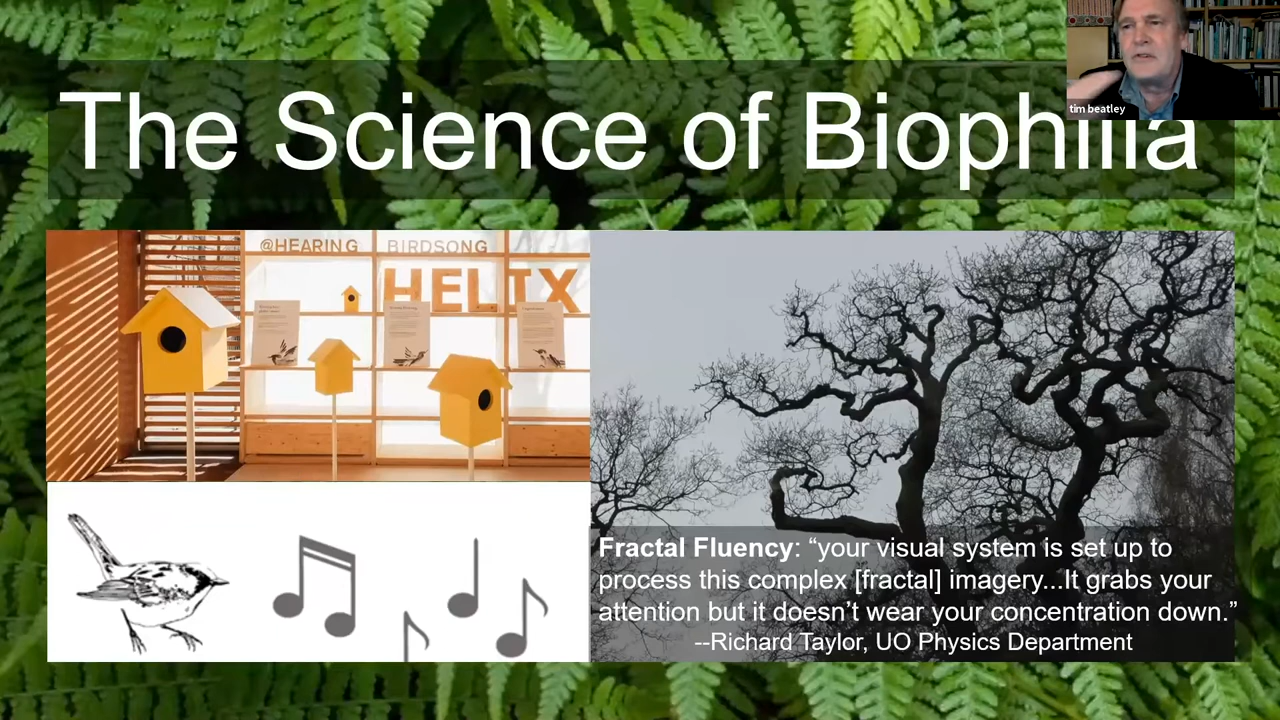 The Science of Biophilia
tim beatley
@HEARING BIRDSONG
HELIX
Fractal Fluency: “your visual system is set up to
process this complex [fractal] imagery...It grabs your
attention but it doesn’t wear your concentration down.”
--Richard Taylor, UO Physics Department